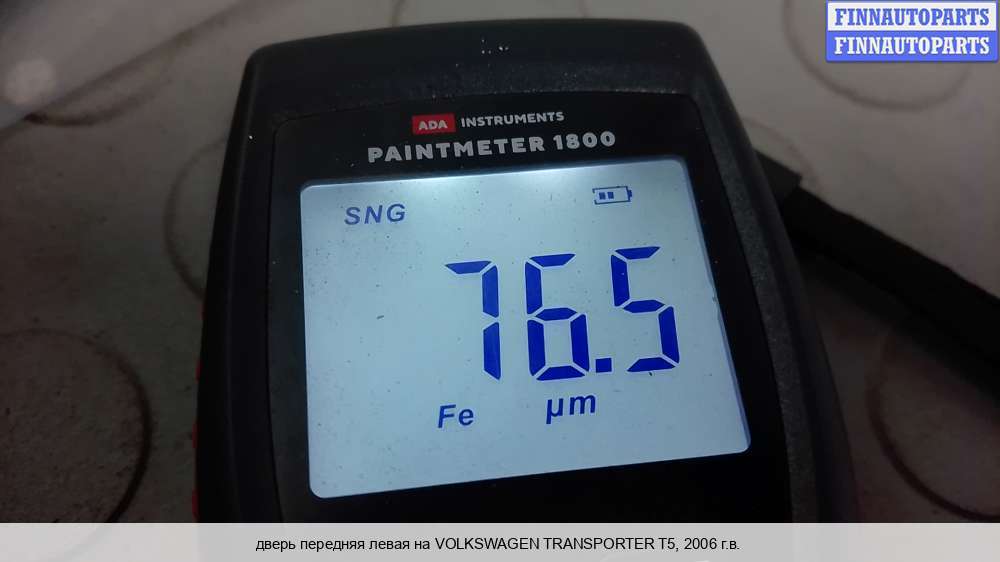 FINNAUTOPARTS
FINNAUTOPARTS
ADA INSTRUMENTS
PAINTMETER 1800
SNG
76.5
Fe µm
дверь передняя левая на VOLKSWAGEN TRANSPORTER T5, 2006 г.в.